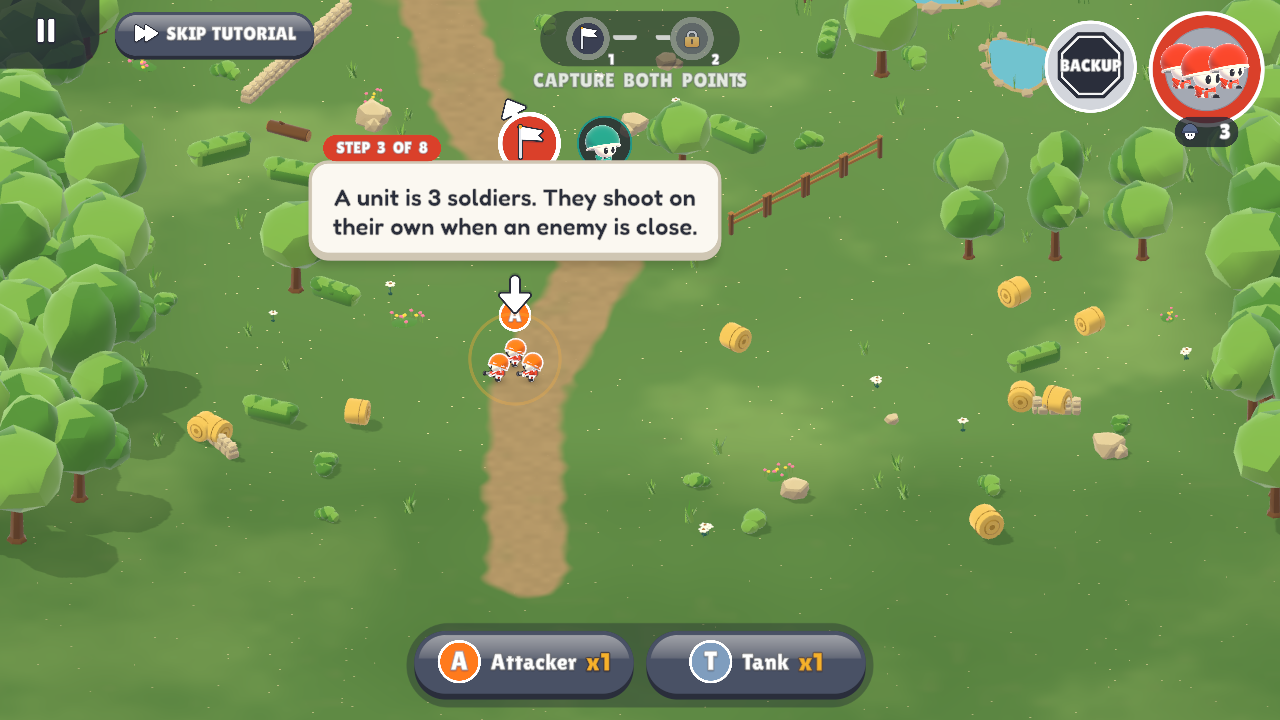 SKIP TUTORIAL
1
2
CAPTURE BOTH POINTS
BACKUP
3
STEP 3 OF 8
A unit is 3 soldiers. They shoot on
their own when an enemy is close.
A
A Attacker x1
T Tank x1